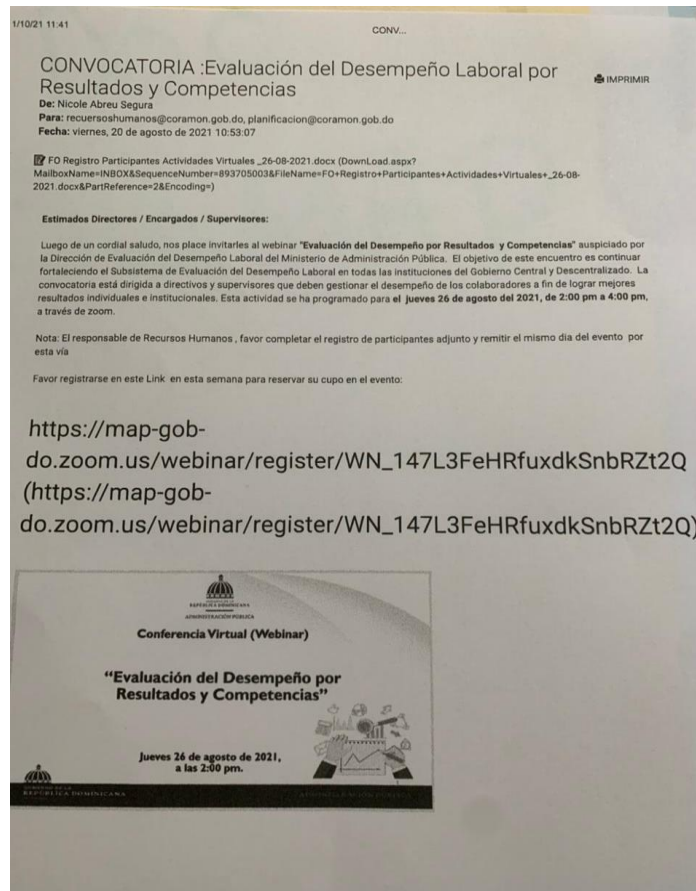 1/10/21 11:41
CONV...
CONVOCATORIA :Evaluación del Desempeño Laboral por
Resultados y Competencias
IMPRIMIR
De: Nicole Abreu Segura
Para: recuersoshumanos@coramon.gob.do, planificacion@coramon.gob.do
Fecha: viernes, 20 de agosto de 2021 10:53:07
FO Registro Participantes Actividades Virtuales _26-08-2021.docx (DownLoad.aspx?
MailboxName=INBOX&SequenceNumber=893705003&FileName=FO+Registro+Participantes+Actividades+Virtuales+_26-08-
2021.docx&PartReference=2&Encoding=)
Estimados Directores / Encargados / Supervisores:
Luego de un cordial saludo, nos place invitarles al webinar "Evaluación del Desempeño por Resultados y Competencias" auspiciado por
la Dirección de Evaluación del Desempeño Laboral del Ministerio de Administración Pública. El objetivo de este encuentro es continuar
fortaleciendo el Subsistema de Evaluación del Desempeño Laboral en todas las instituciones del Gobierno Central y Descentralizado. La
convocatoria está dirigida a directivos y supervisores que deben gestionar el desempeño de los colaboradores a fin de lograr mejores
resultados individuales e institucionales. Esta actividad se ha programado para el jueves 26 de agosto del 2021, de 2:00 pm a 4:00 pm,
a través de zoom.
Nota: El responsable de Recursos Humanos , favor completar el registro de participantes adjunto y remitir el mismo dia del evento por
esta vía
Favor registrarse en este Link en esta semana para reservar su cupo en el evento:
https://map-gob-
do.zoom.us/webinar/register/WN_147L3FeHRfuxdkSnbRZt2Q
(https://map-gob-
do.zoom.us/webinar/register/WN_147L3FeHRfuxdkSnbRZt2Q)
REPÚBLICA DOMINICANA
ADMINISTRACIÓN PÚBLICA
Conferencia Virtual (Webinar)
“Evaluación del Desempeño por
Resultados y Competencias”
Jueves 26 de agosto de 2021,
a las 2:00 pm.
REPÚBLICA DOMINICANA